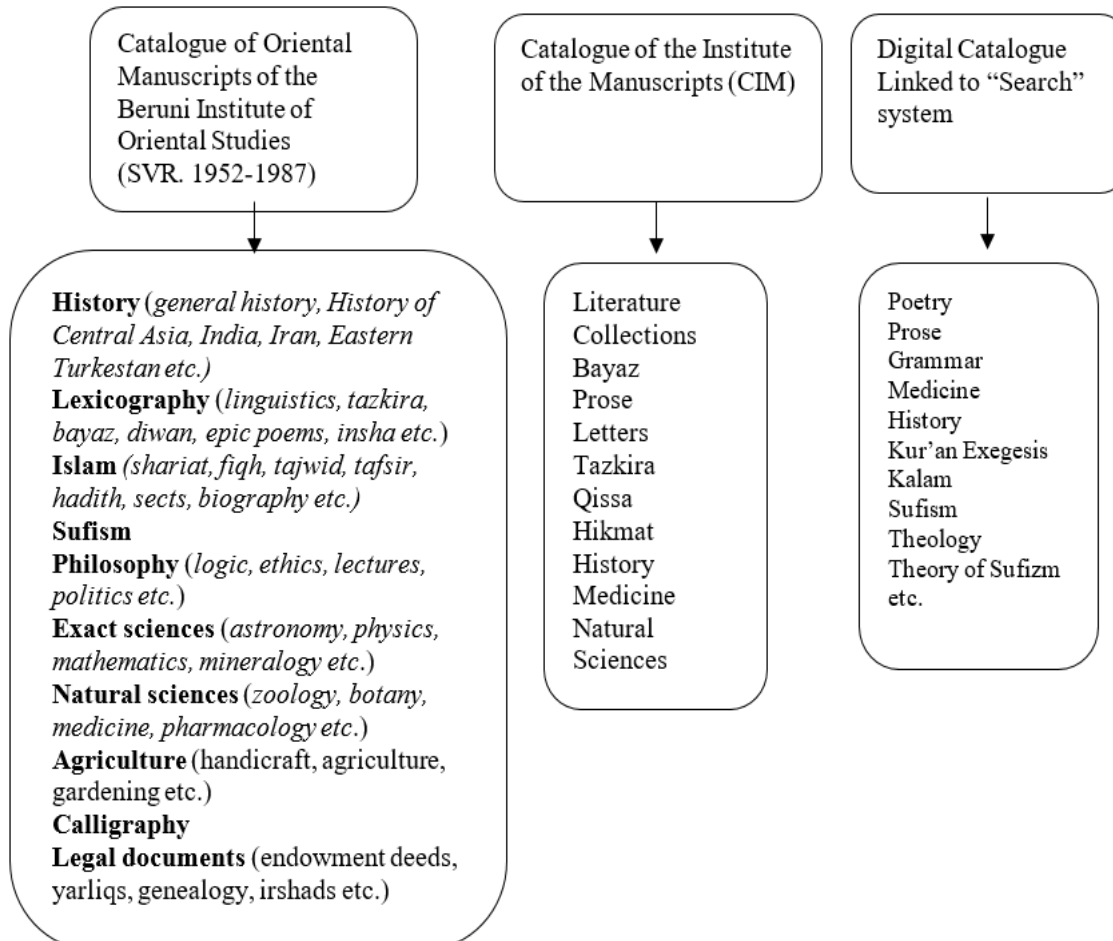 Catalogue of Oriental
Manuscripts of the
Beruni Institute of
Oriental Studies
(SVR. 1952-1987)
Catalogue of the Institute
of the Manuscripts (CIM)
Digital Catalogue
Linked to “Search”
system
History (general history, History of
Central Asia, India, Iran, Eastern
Turkestan etc.)
Lexicography (linguistics, tazkira,
bayaz, diwan, epic poems, insha etc.)
Islam (shariat, fiqh, tajwid, tafsir,
hadith, sects, biography etc.)
Sufism
Philosophy (logic, ethics, lectures,
politics etc.)
Exact sciences (astronomy, physics,
mathematics, mineralogy etc.)
Natural sciences (zoology, botany,
medicine, pharmacology etc.)
Agriculture (handicraft, agriculture,
gardening etc.)
Calligraphy
Legal documents (endowment deeds,
yarliqs, genealogy, irshads etc.)
Literature
Collections
Bayaz
Prose
Letters
Tazkira
Qissa
Hikmat
History
Medicine
Natural
Sciences
Poetry
Prose
Grammar
Medicine
History
Kur’an Exegesis
Kalam
Sufism
Theology
Theory of Sufizm
etc.